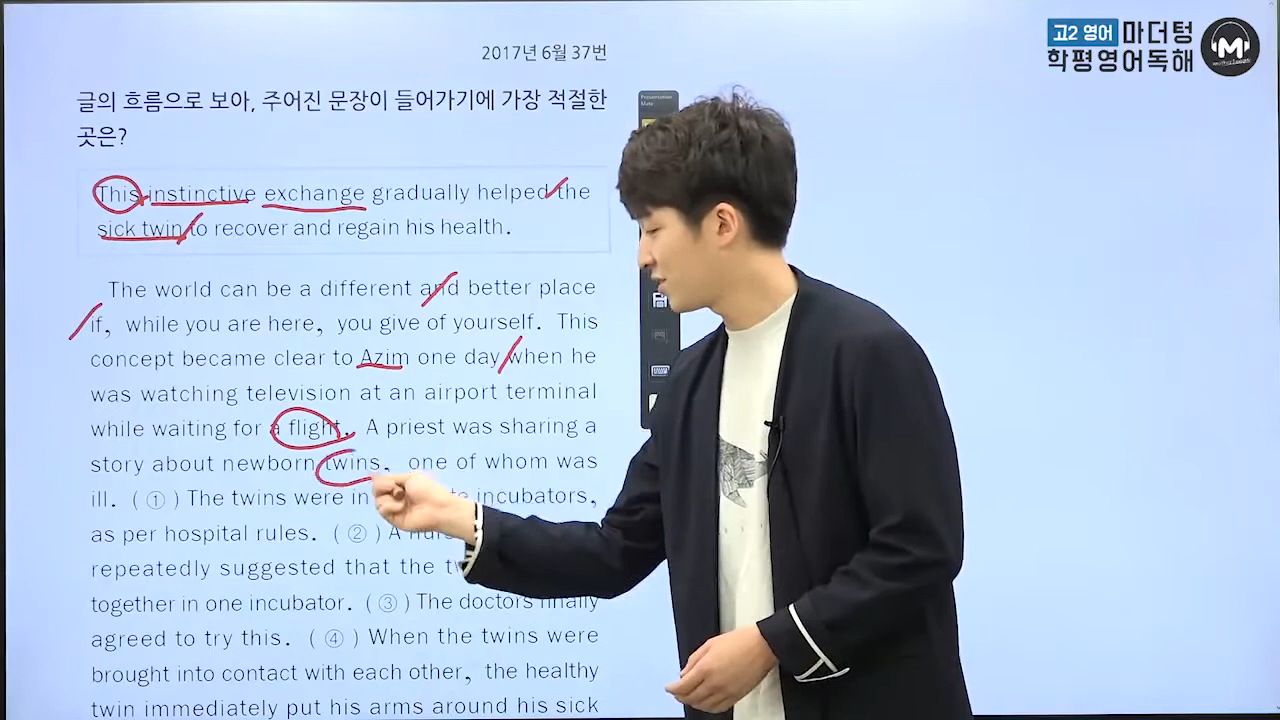 고2 영어 마더텅
학평영어독해
M
2017년 6월 37번
글의 흐름으로 보아, 주어진 문장이 들어가기에 가장 적절한
곳은?
This instinctive exchange gradually helped the
sick twin to recover and regain his health.
The world can be a different and better place
if, while you are here, you give of yourself. This
concept became clear to Azim one day when he
was watching television at an airport terminal
while waiting for a flight. A priest was sharing a
story about newborn twins, one of whom was
ill. ( ① ) The twins were in incubators,
as per hospital rules. ( ② ) A
repeatedly suggested that the
together in one incubator. ( ③ ) The doctors finally
agreed to try this. ( ④ ) When the twins were
brought into contact with each other, the healthy
twin immediately put his arms around his sick